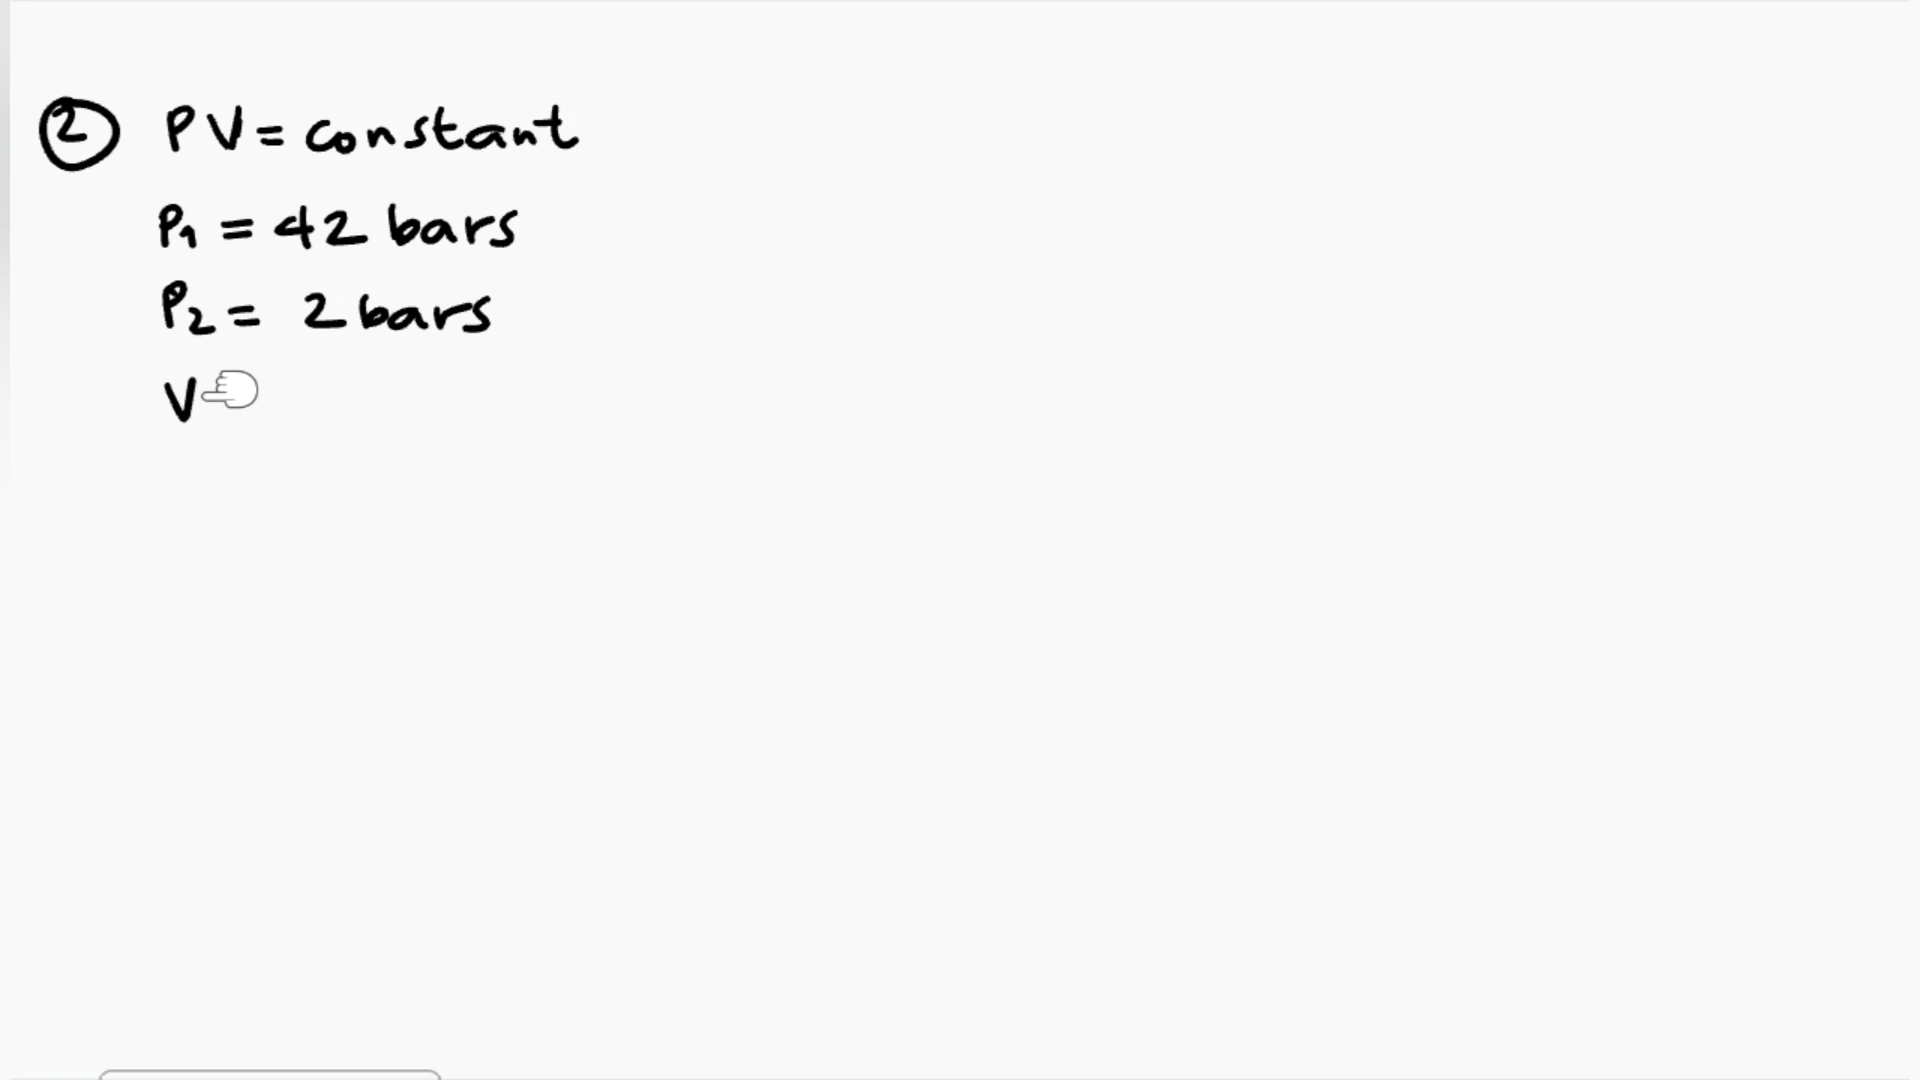 ② PV = constant
P₁ = 42 bars
P₂ = 2 bars
V